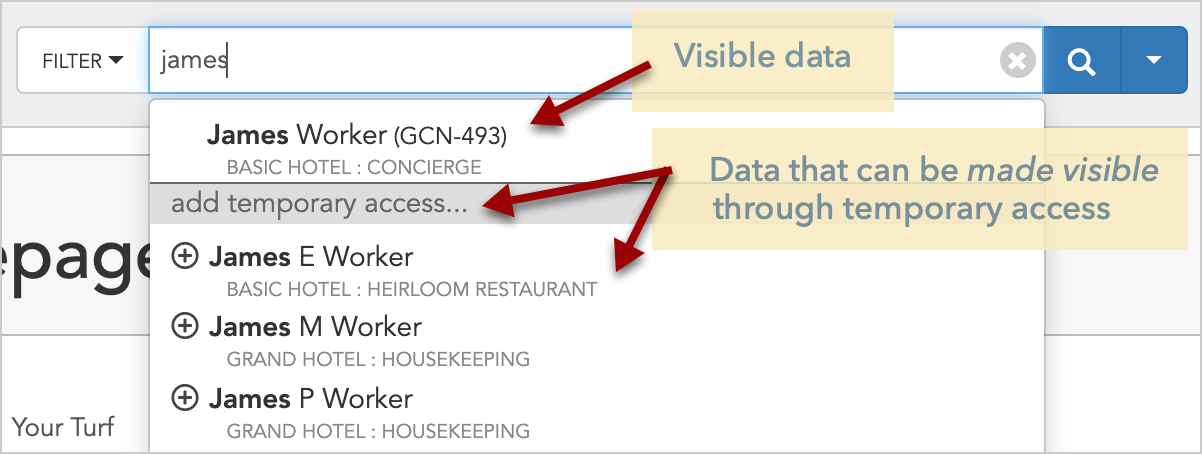 FILTER
james
Visible data
James Worker (GCN-493)
BASIC HOTEL : CONCIERGE
Data that can be made visible
through temporary access
add temporary access...
epage
James E Worker
BASIC HOTEL : HEIRLOOM RESTAURANT
James M Worker
GRAND HOTEL : HOUSEKEEPING
James P Worker
GRAND HOTEL : HOUSEKEEPING
Your Turf